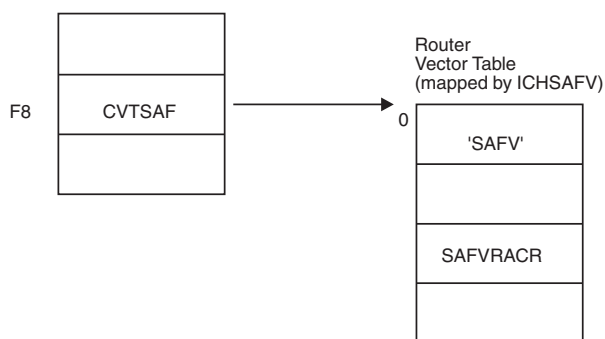 Router
Vector Table
(mapped by ICHSAFV)
F8
CVTSAF
0
'SAFV'
SAFVRACR